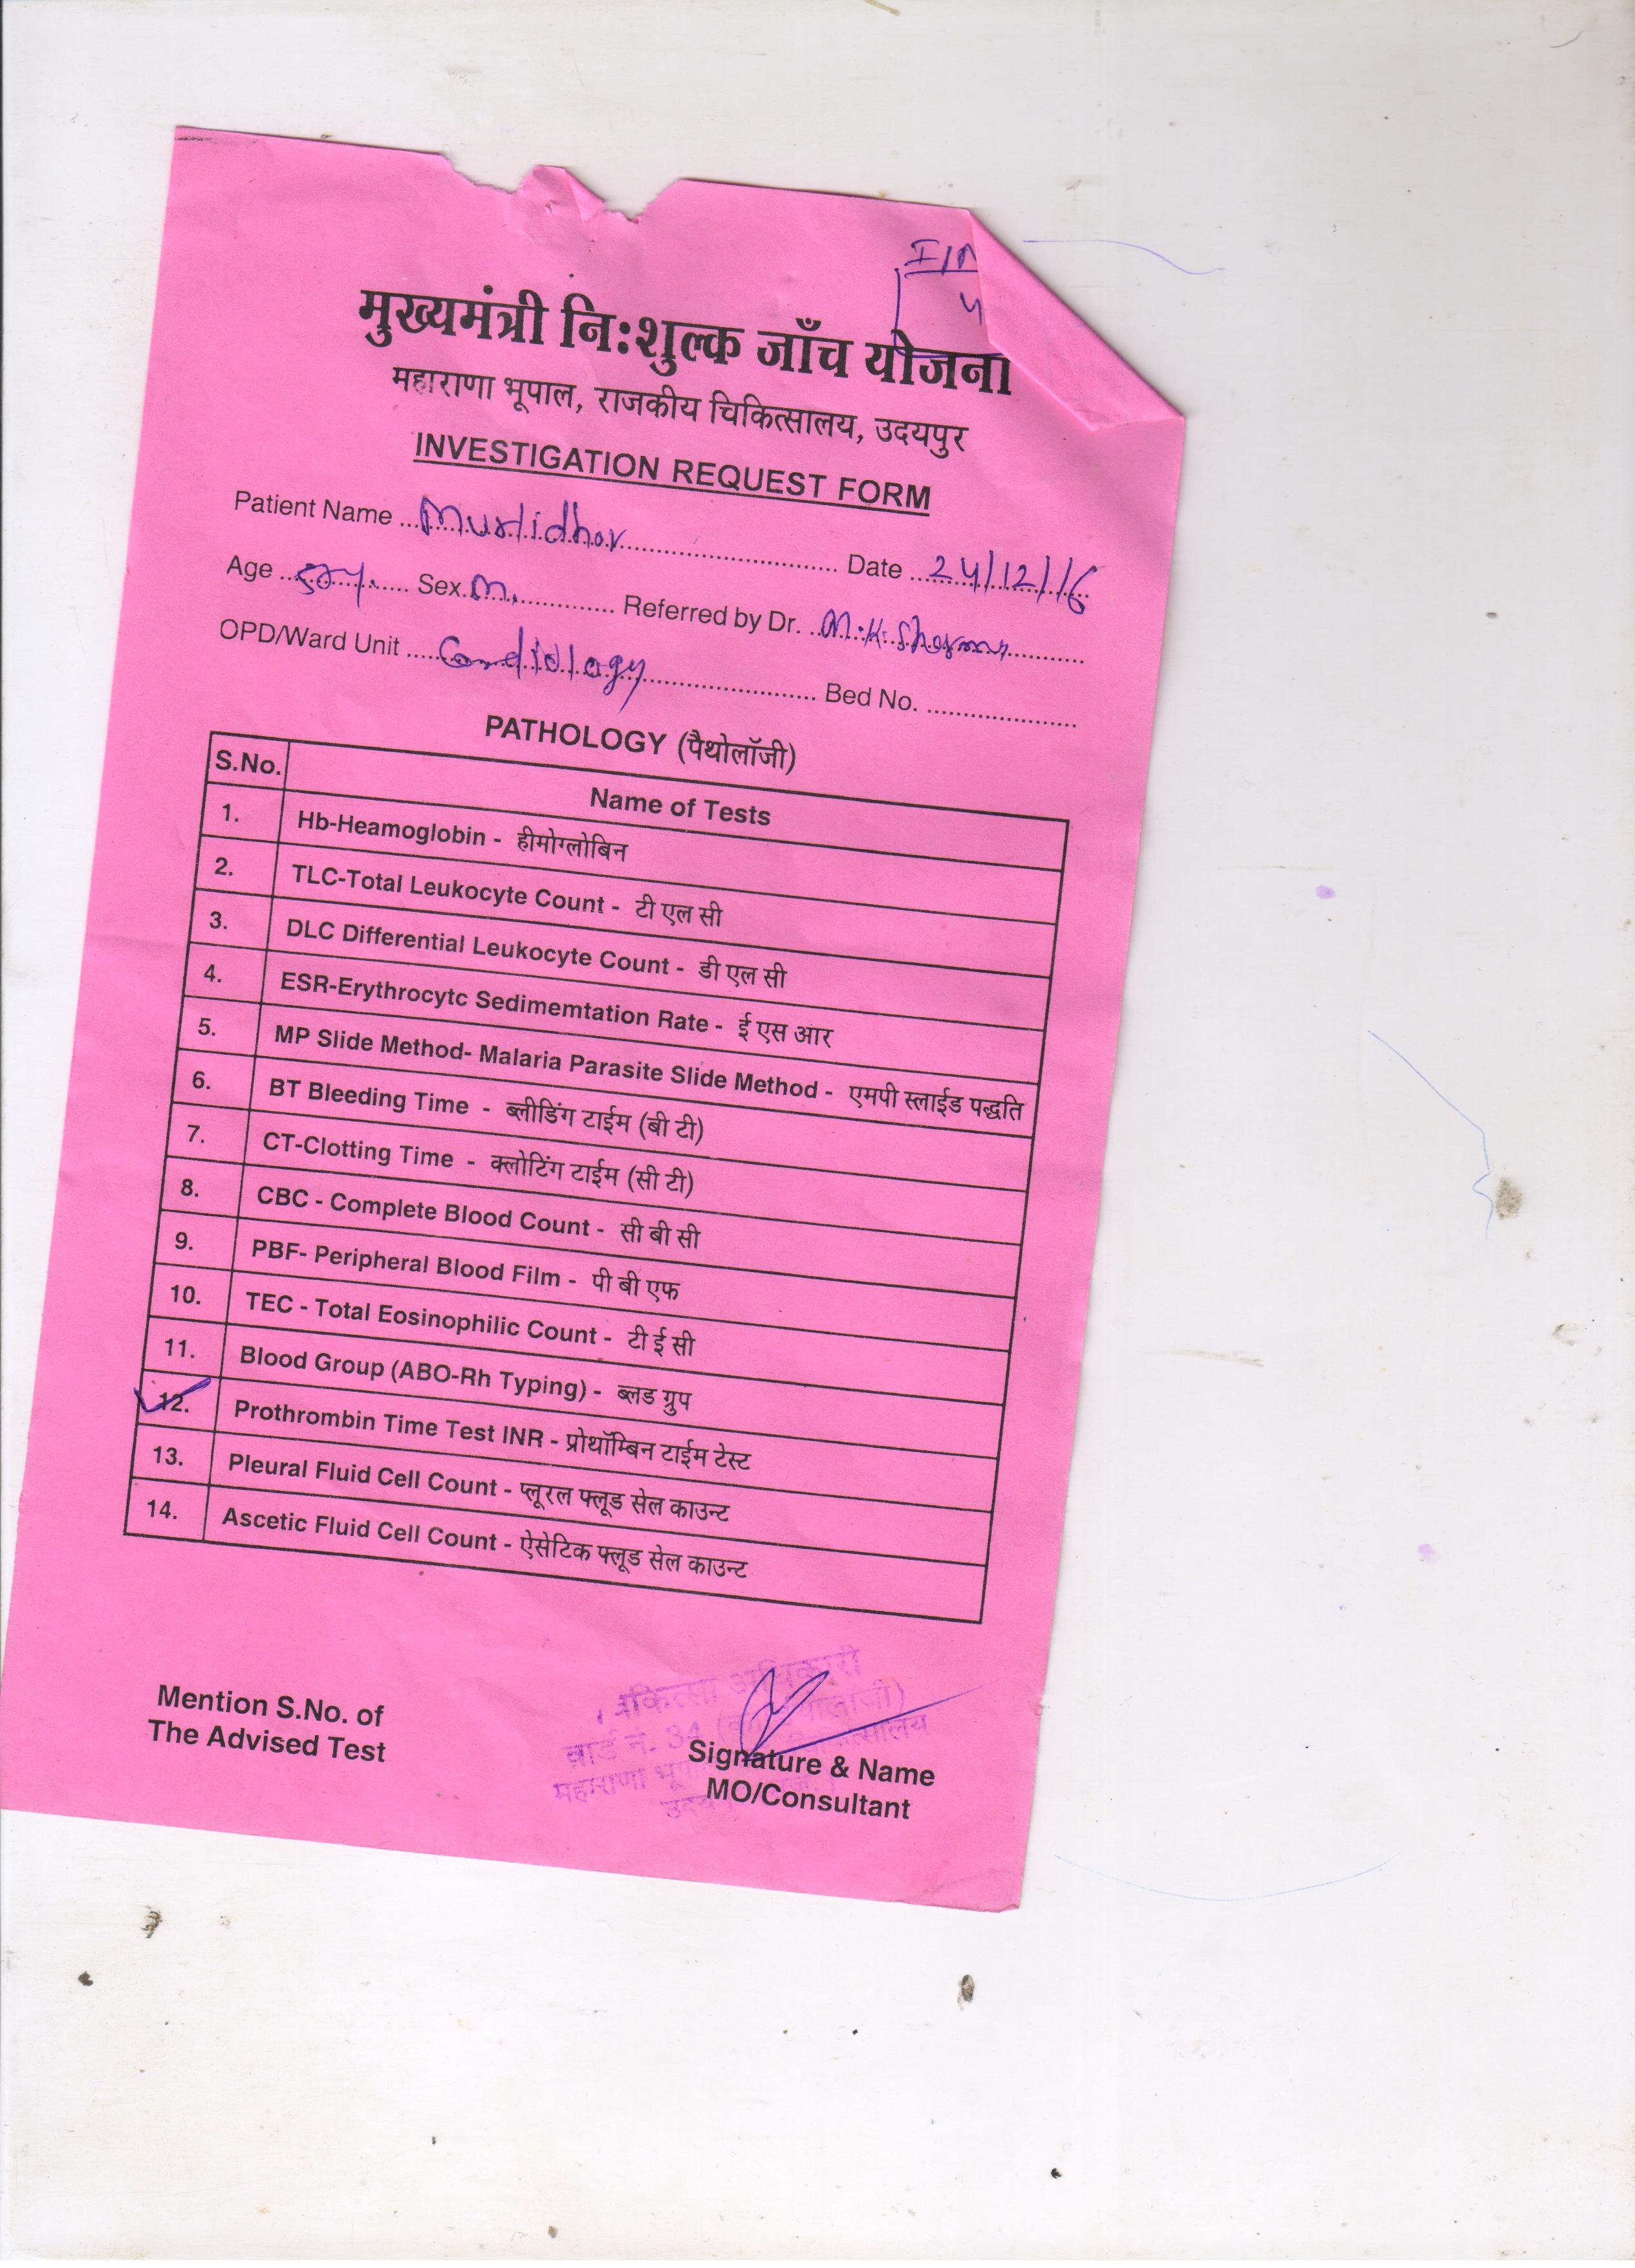 मुख्यमंत्री निःशुल्क जाँच योजना
महाराणा भूपाल, राजकीय चिकित्सालय, उदयपुर
INVESTIGATION REQUEST FORM
Patient Name Murlidhar Date 24/12/16
Age Sex M. Referred by Dr. M.K. Sharma
OPD/Ward Unit Cardiology Bed No.
PATHOLOGY (पैथोलॉजी)
S.No. Name of Tests
1. Hb-Heamoglobin - हीमोग्लोबिन
2. TLC-Total Leukocyte Count - टी एल सी
3. DLC Differential Leukocyte Count - डी एल सी
4. ESR-Erythrocytc Sedimemtation Rate - ई एस आर
5. MP Slide Method- Malaria Parasite Slide Method - एमपी स्लाईड पद्धति
6. BT Bleeding Time - ब्लीडिंग टाईम (बी टी)
7. CT-Clotting Time - क्लोटिंग टाईम (सी टी)
8. CBC - Complete Blood Count - सी बी सी
9. PBF- Peripheral Blood Film - पी बी एफ
10. TEC - Total Eosinophilic Count - टी ई सी
11. Blood Group (ABO-Rh Typing) - ब्लड ग्रुप
12. Prothrombin Time Test INR - प्रोथॉम्बिन टाईम टेस्ट
13. Pleural Fluid Cell Count - प्लूरल फ्लूड सेल काउन्ट
14. Ascetic Fluid Cell Count - ऐसेटिक फ्लूड सेल काउन्ट
Mention S.No. of
The Advised Test
अधिकारी
वार्ड नं. 34
महाराणा
Signature & Name
MO/Consultant